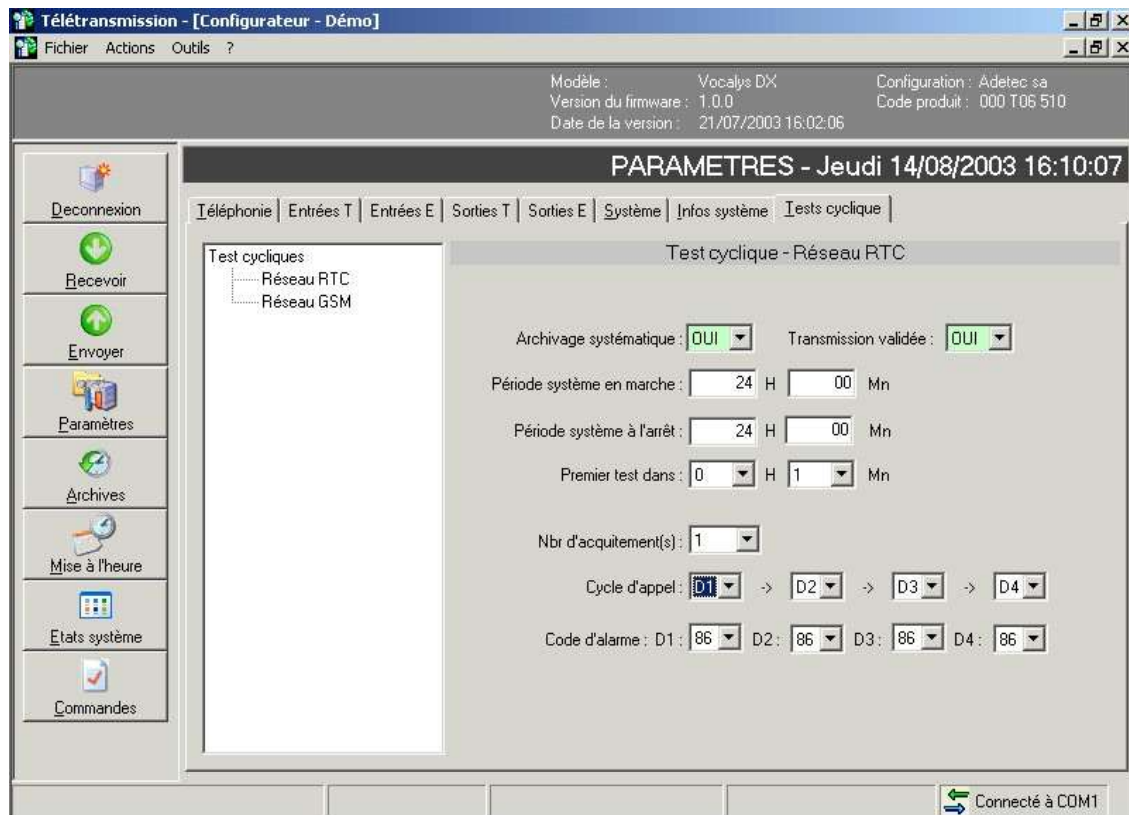 Télétransmission - [Configurateur - Démo]
Fichier Actions Outils ?
Modèle : Vocalys DX Configuration : Adetec sa
Version du firmware : 1.0.0 Code produit : 000 T06 510
Date de la version : 21/07/2003 16:02:06
PARAMETRES - Jeudi 14/08/2003 16:10:07
Deconnexion
Recevoir
Envoyer
Paramètres
Archives
Mise à l'heure
Etats système
Commandes
Téléphonie Entrées T Entrées E Sorties T Sorties E Système Infos système Tests cyclique
Test cycliques
Réseau RTC
Réseau GSM
Test cyclique - Réseau RTC
Archivage systématique : OUI Transmission validée : OUI
Période système en marche : 24 H 00 Mn
Période système à l'arrêt : 24 H 00 Mn
Premier test dans : 0 H 1 Mn
Nbr d'acquitement(s) : 1
Cycle d'appel : D1 -> D2 -> D3 -> D4
Code d'alarme : D1 : 86 D2 : 86 D3 : 86 D4 : 86
Connecté à COM1